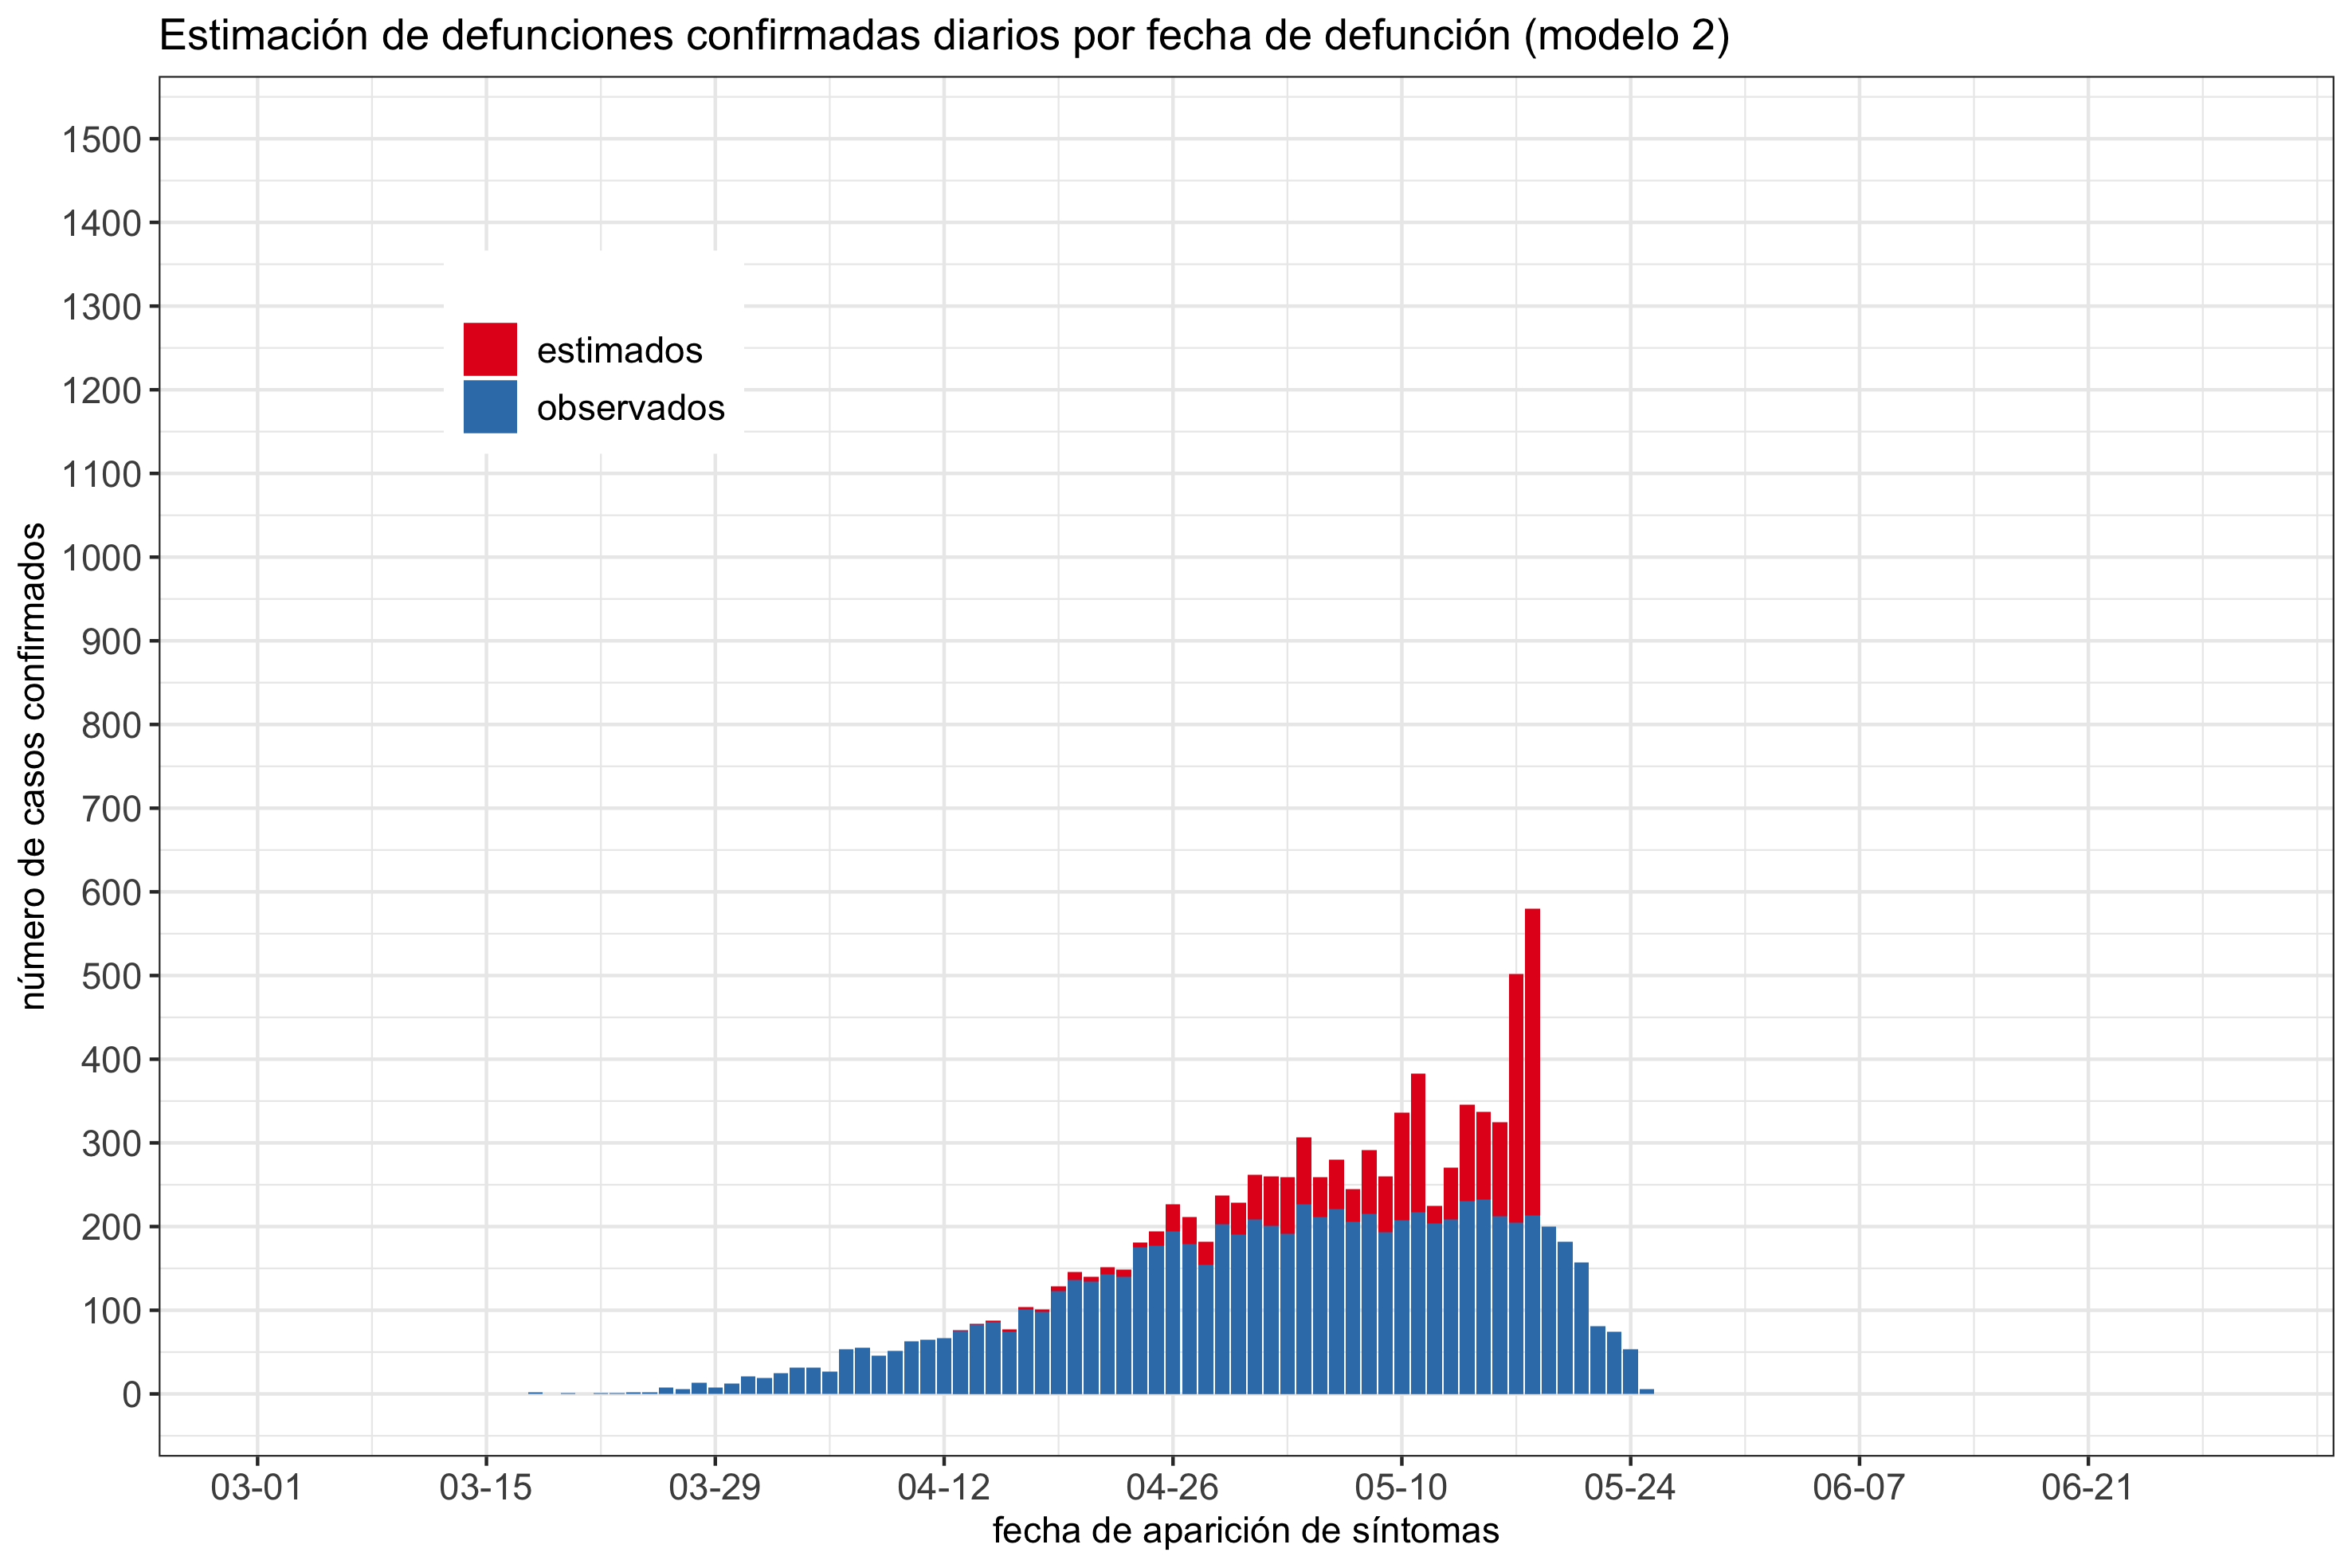 Estimación de defunciones confirmadas diarios por fecha de defunción (modelo 2)
número de casos confirmados
1500
1400
1300
1200
1100
1000
900
800
700
600
500
400
300
200
100
0
estimados
observados
03-01 03-15 03-29 04-12 04-26 05-10 05-24 06-07 06-21
fecha de aparición de síntomas